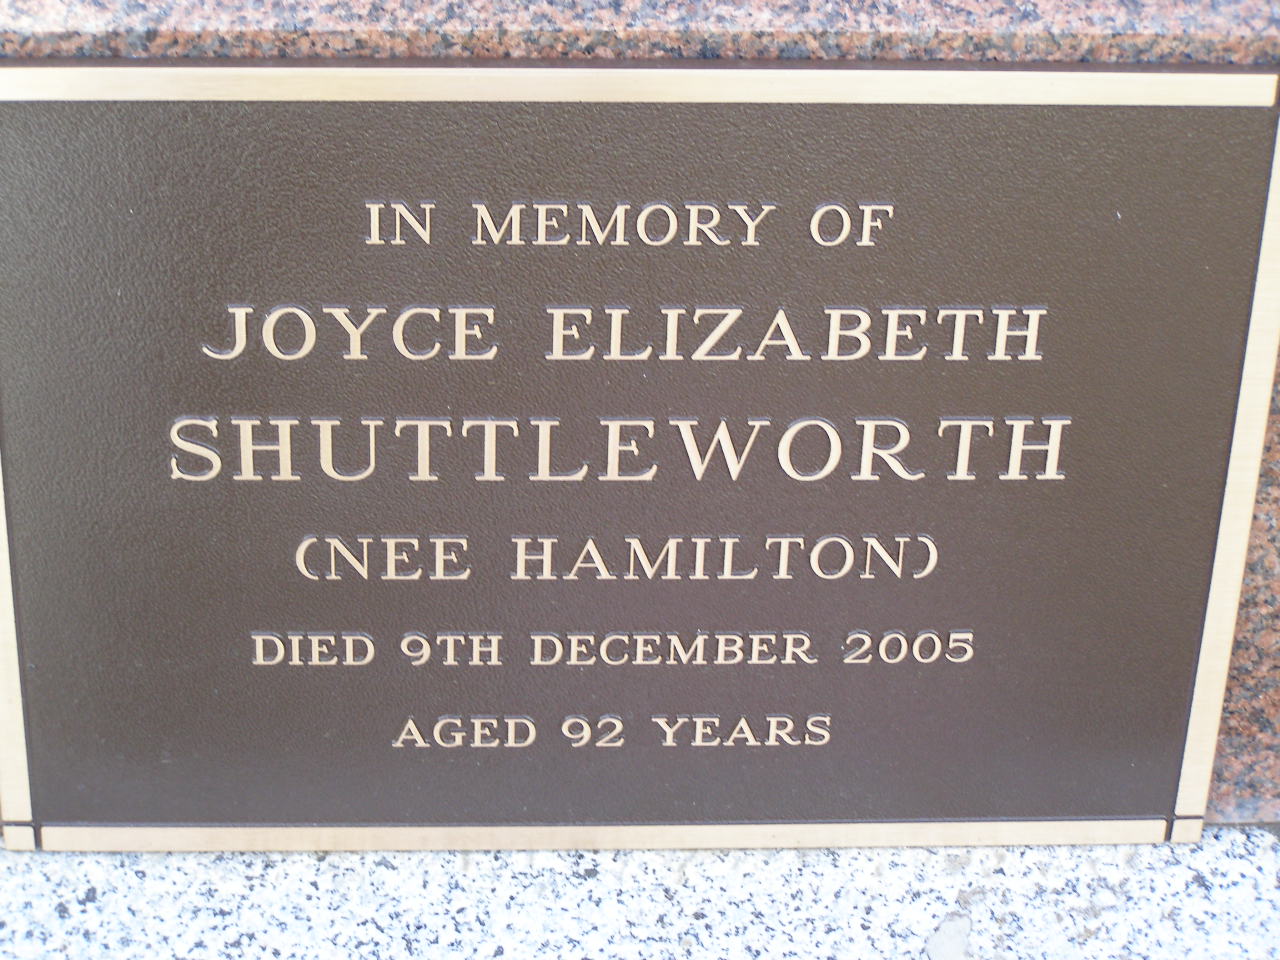 IN MEMORY OF
JOYCE ELIZABETH
SHUTTLEWORTH
(NEE HAMILTON)
DIED 9TH DECEMBER 2005
AGED 92 YEARS